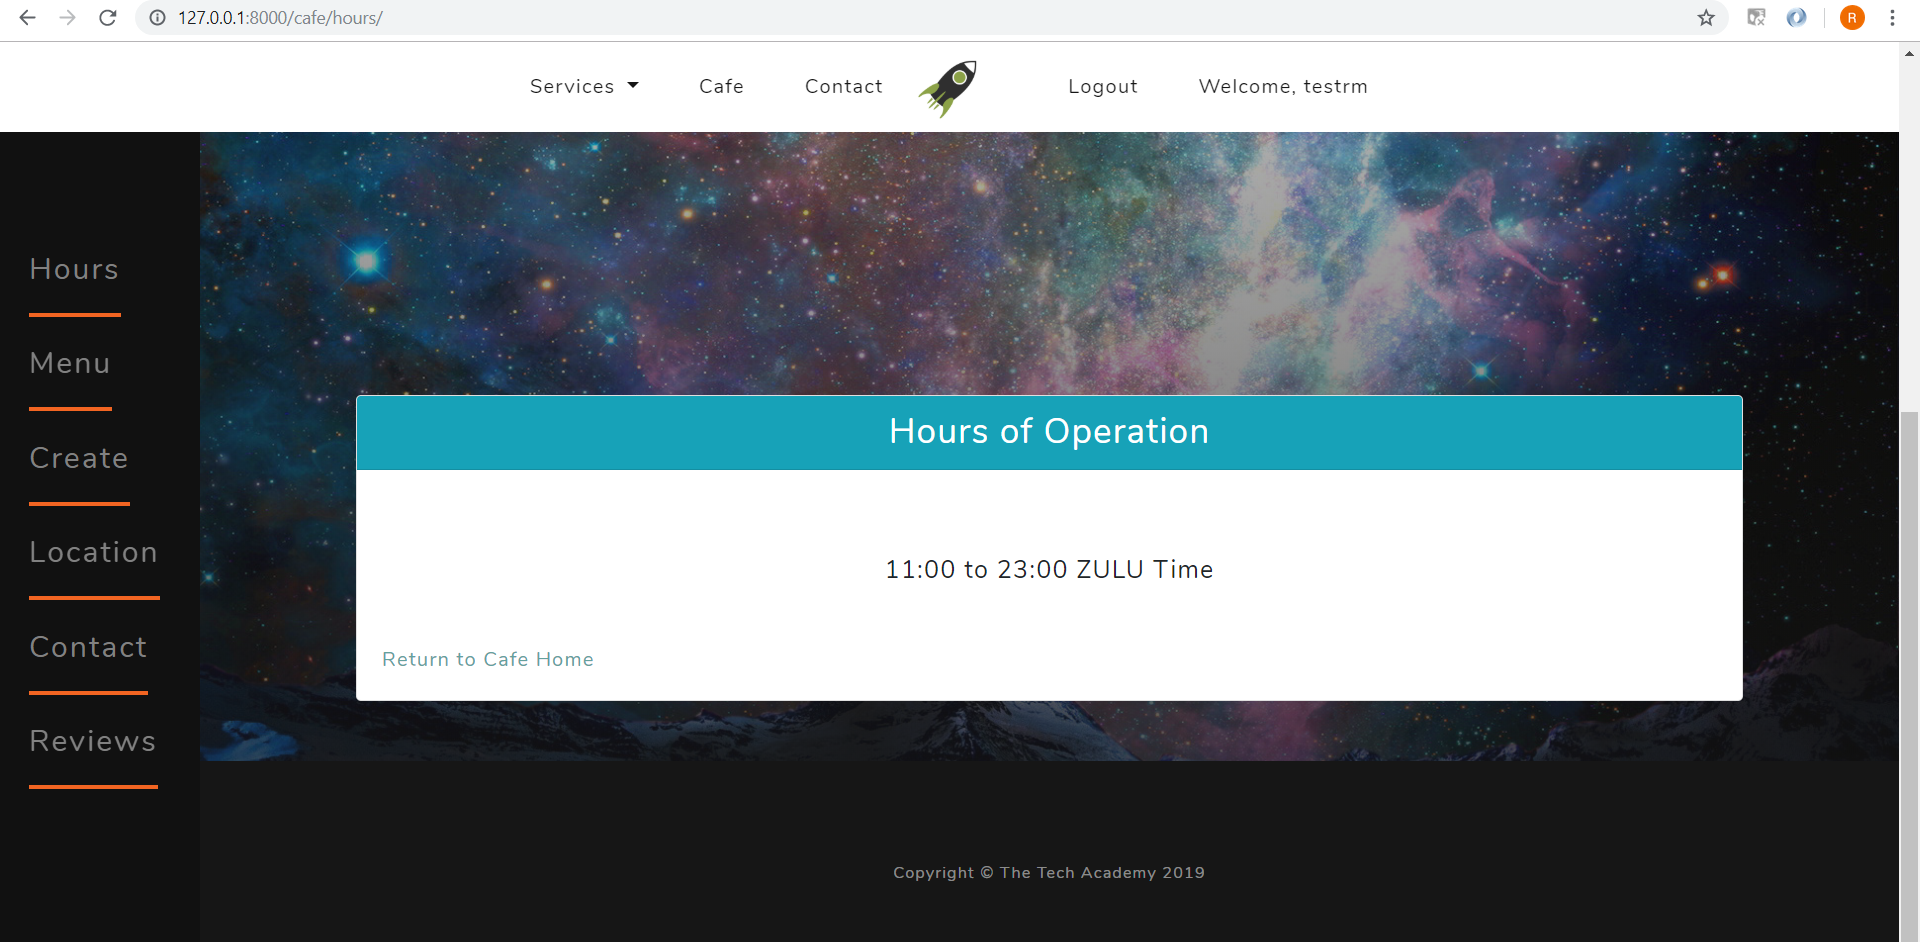 127.0.0.1:8000/cafe/hours/
R
Services Cafe Contact Logout Welcome, testrm
Hours
Menu
Create
Location
Contact
Reviews
Hours of Operation
11:00 to 23:00 ZULU Time
Return to Cafe Home
Copyright © The Tech Academy 2019